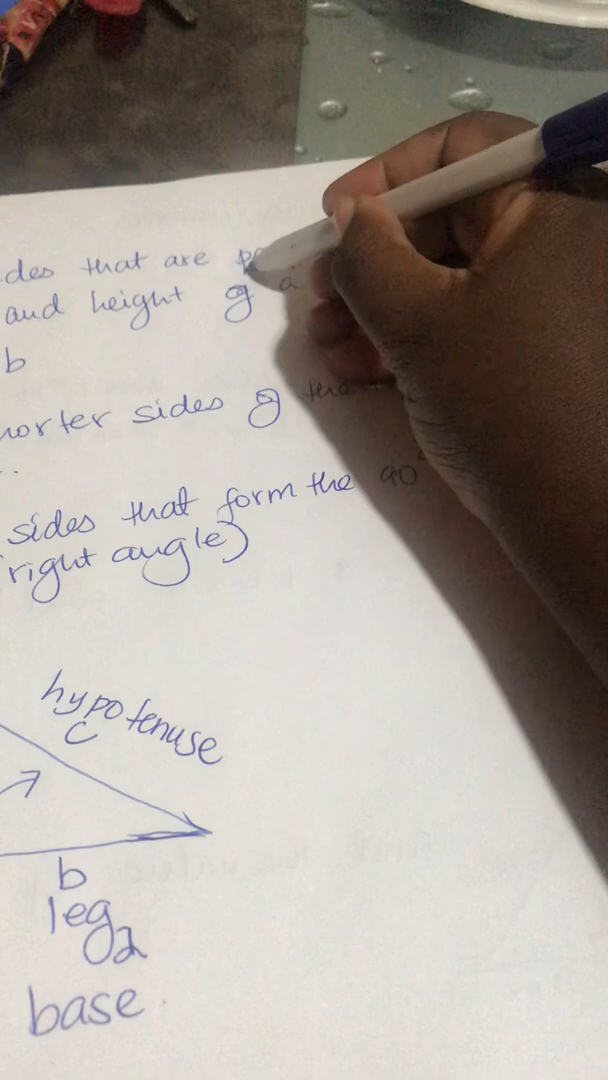 des that are
and height of a
b
horter sides of the
.
sides that form the 90°
(right angle)
hypotenuse
c
b
leg2
base